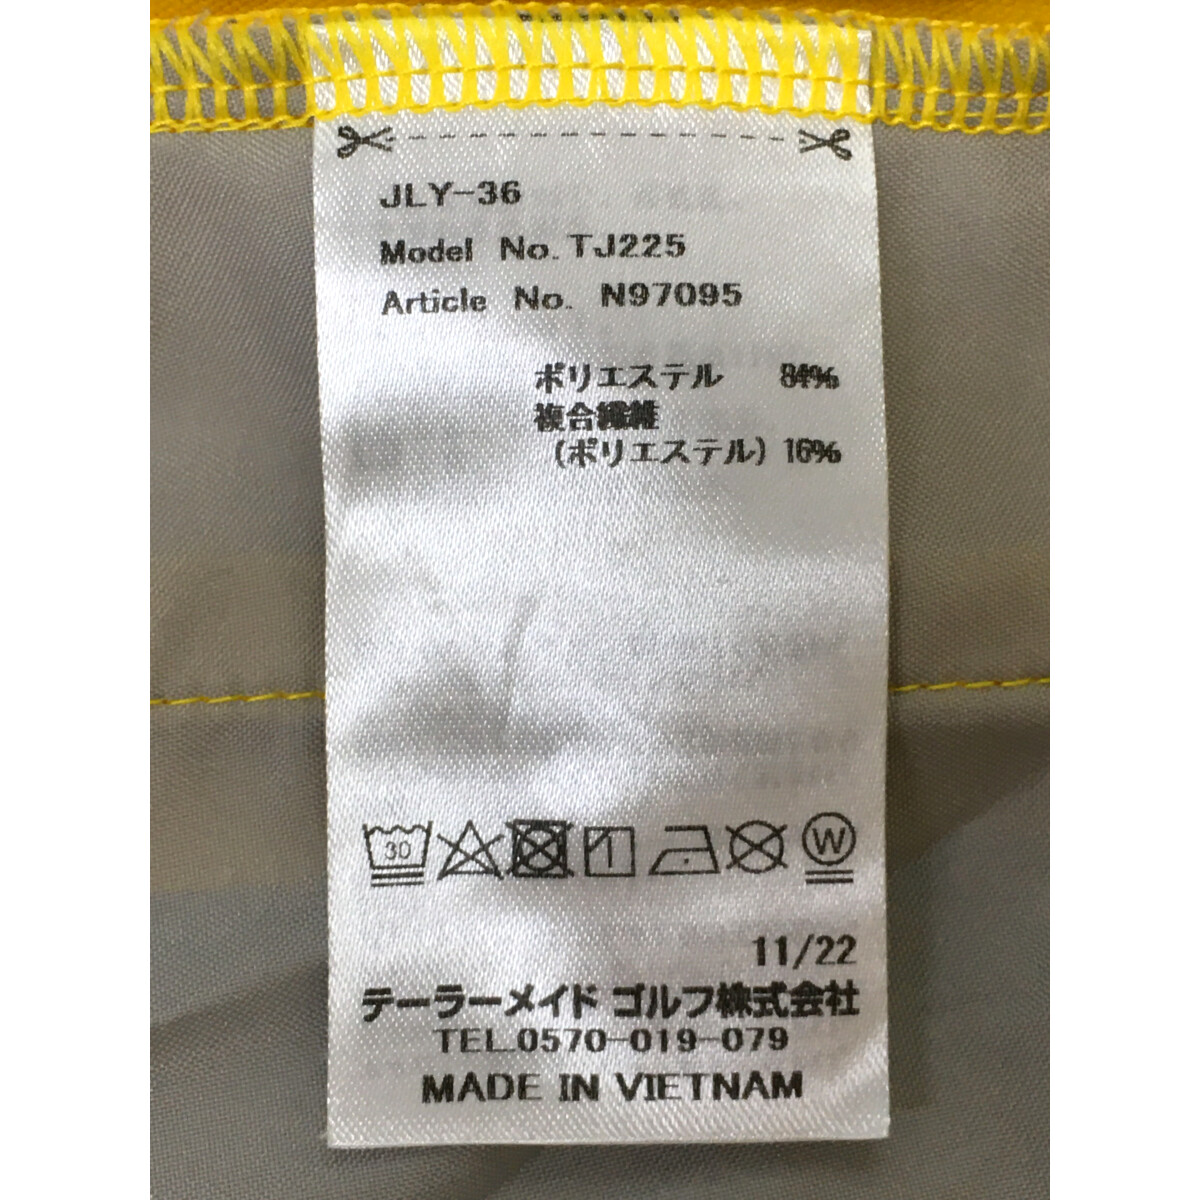 JLY-36
Model No. TJ225
Article No. N97095
ポリエステル 84%
複合繊維
(ポリエステル) 16%
30
W
11/22
テーラーメイド ゴルフ株式会社
TEL.0570-019-079
MADE IN VIETNAM